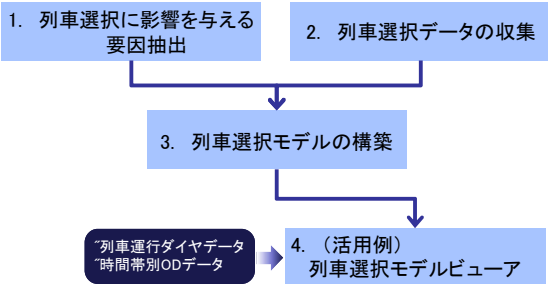 1. 列車選択に影響を与える
要因抽出
2. 列車選択データの収集
3. 列車選択モデルの構築
˝列車運行ダイヤデータ
˝時間帯別ODデータ
4. （活用例）
列車選択モデルビューア